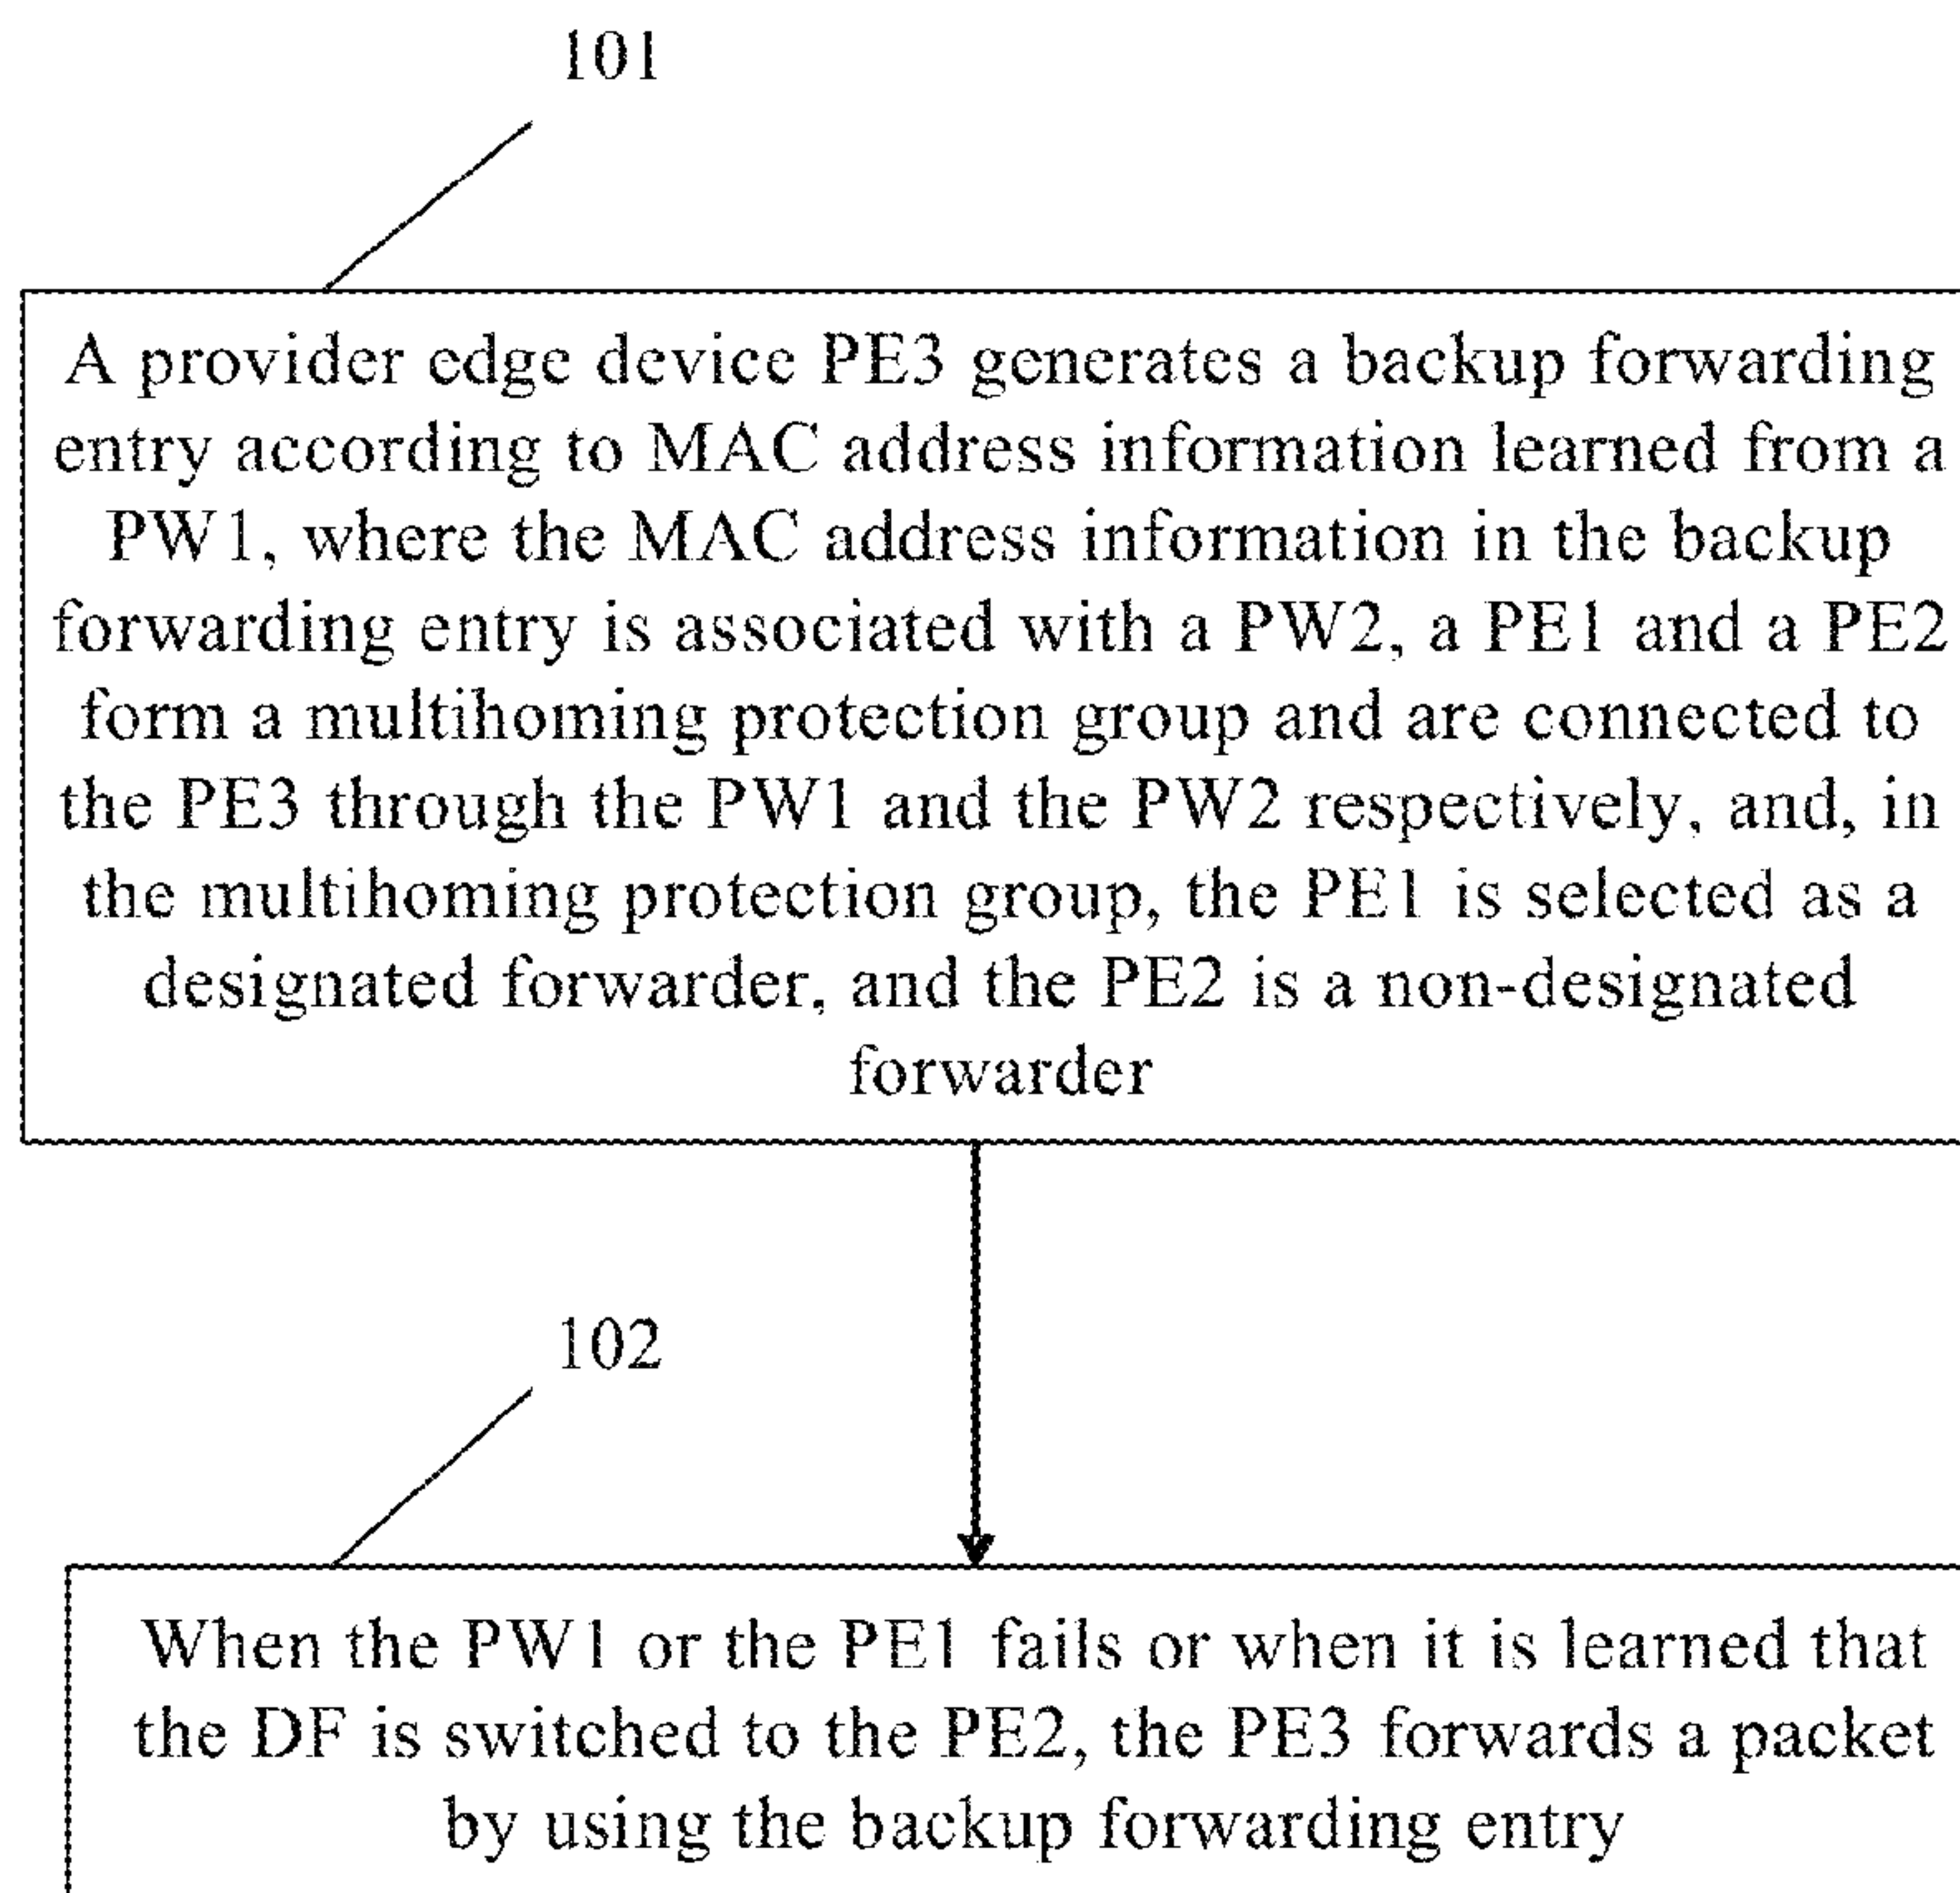 101
A provider edge device PE3 generates a backup forwarding
entry according to MAC address information learned from a
PW1, where the MAC address information in the backup
forwarding entry is associated with a PW2, a PE1 and a PE2
form a multihoming protection group and are connected to
the PE3 through the PW1 and the PW2 respectively, and, in
the multihoming protection group, the PE1 is selected as a
designated forwarder, and the PE2 is a non-designated
forwarder
102
When the PW1 or the PE1 fails or when it is learned that
the DF is switched to the PE2, the PE3 forwards a packet
by using the backup forwarding entry